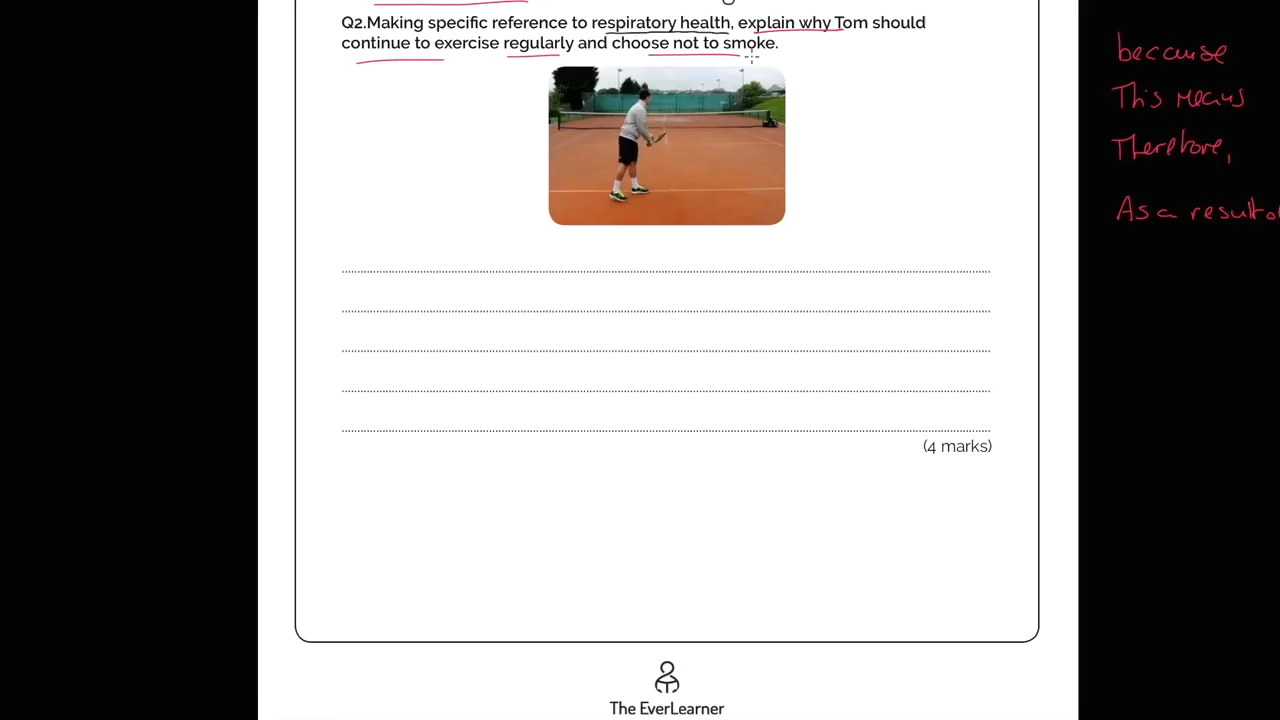 Q2.Making specific reference to respiratory health, explain why Tom should
continue to exercise regularly and choose not to smoke.
because
This means
Therefore,
As a result
(4 marks)
The EverLearner